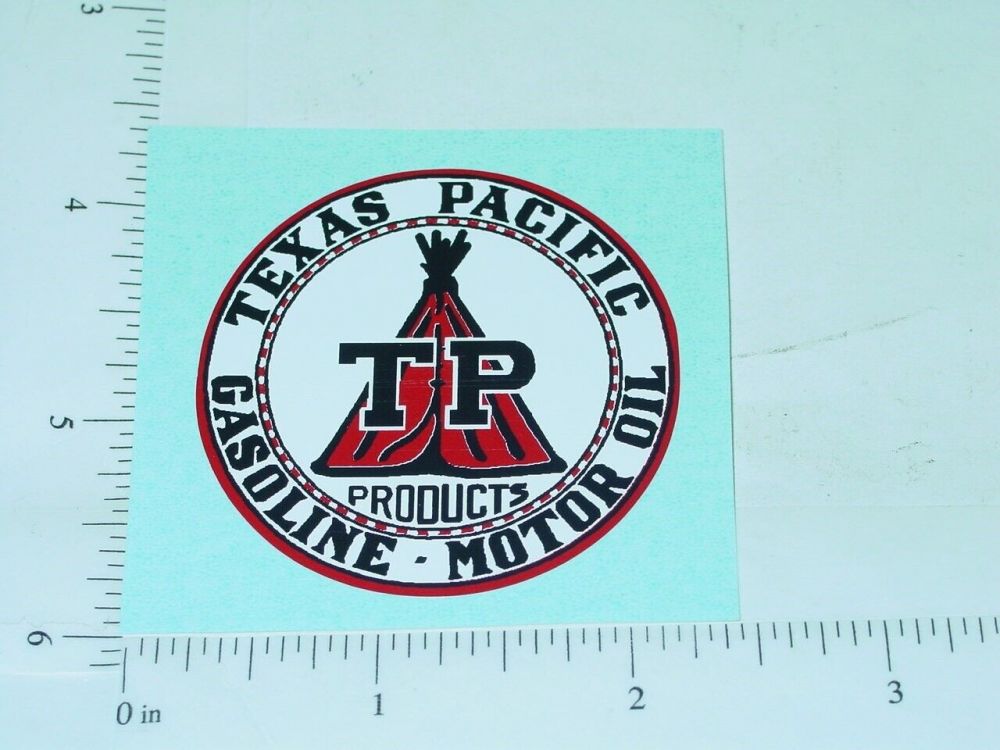 TEXAS PACIFIC
TP
PRODUCTS
GASOLINE - MOTOR OIL
3
4
5
6
0 in
1
2
3